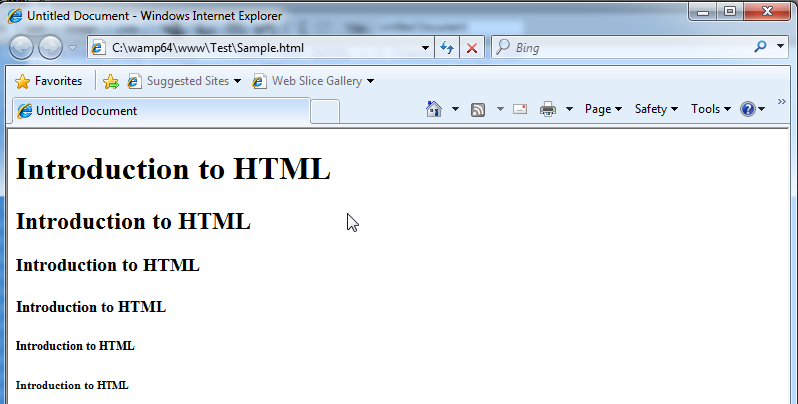 Untitled Document - Windows Internet Explorer
C:\wamp64\www\Test\Sample.html
Bing
Favorites Suggested Sites Web Slice Gallery
Untitled Document Page Safety Tools
Introduction to HTML
Introduction to HTML
Introduction to HTML
Introduction to HTML
Introduction to HTML
Introduction to HTML